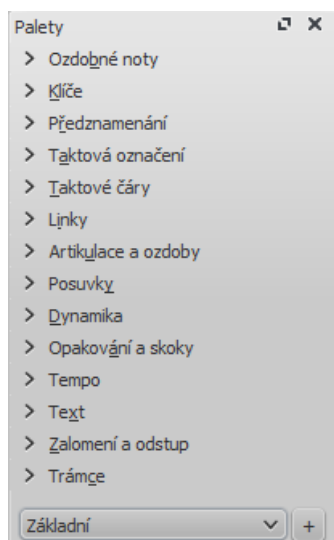 Palety
Ozdobné noty
Klíče
Předznamenání
Taktová označení
Taktové čáry
Linky
Artikulace a ozdoby
Posuvky
Dynamika
Opakování a skoky
Tempo
Text
Zalomení a odstup
Trámce
Základní
+